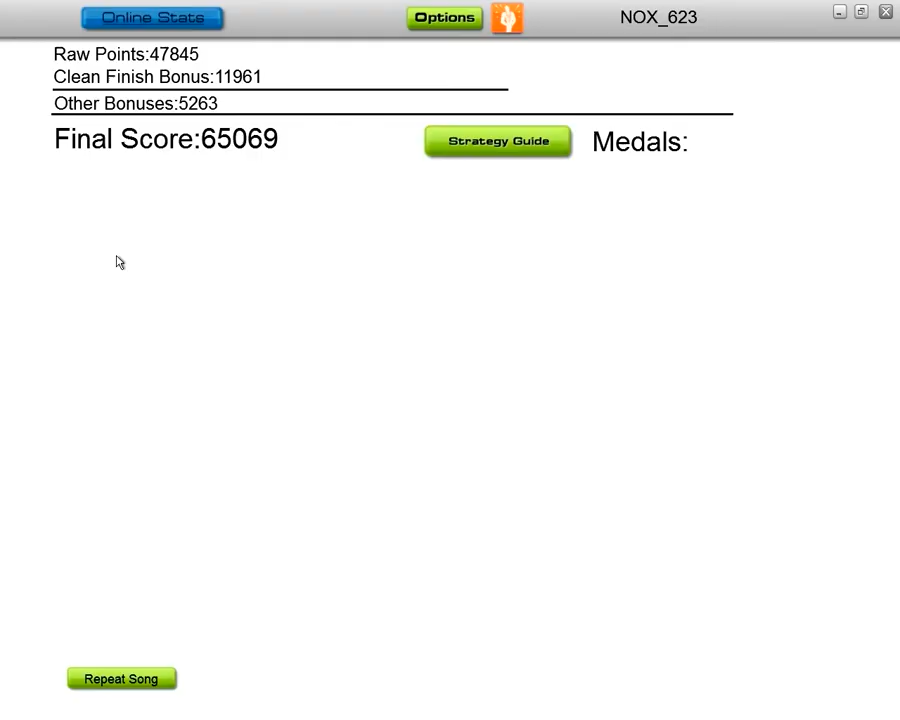 Online Stats Options NOX_623
Raw Points:47845
Clean Finish Bonus:11961
Other Bonuses:5263
Final Score:65069 Strategy Guide Medals:
Repeat Song